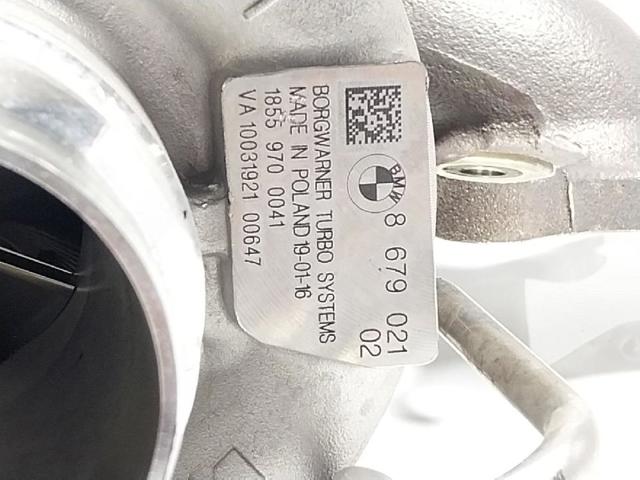 BMW
8 679 021
02
BORGWARNER TURBO SYSTEMS
MADE IN POLAND 19-01-16
1855 970 0041
VA 10031921 00647